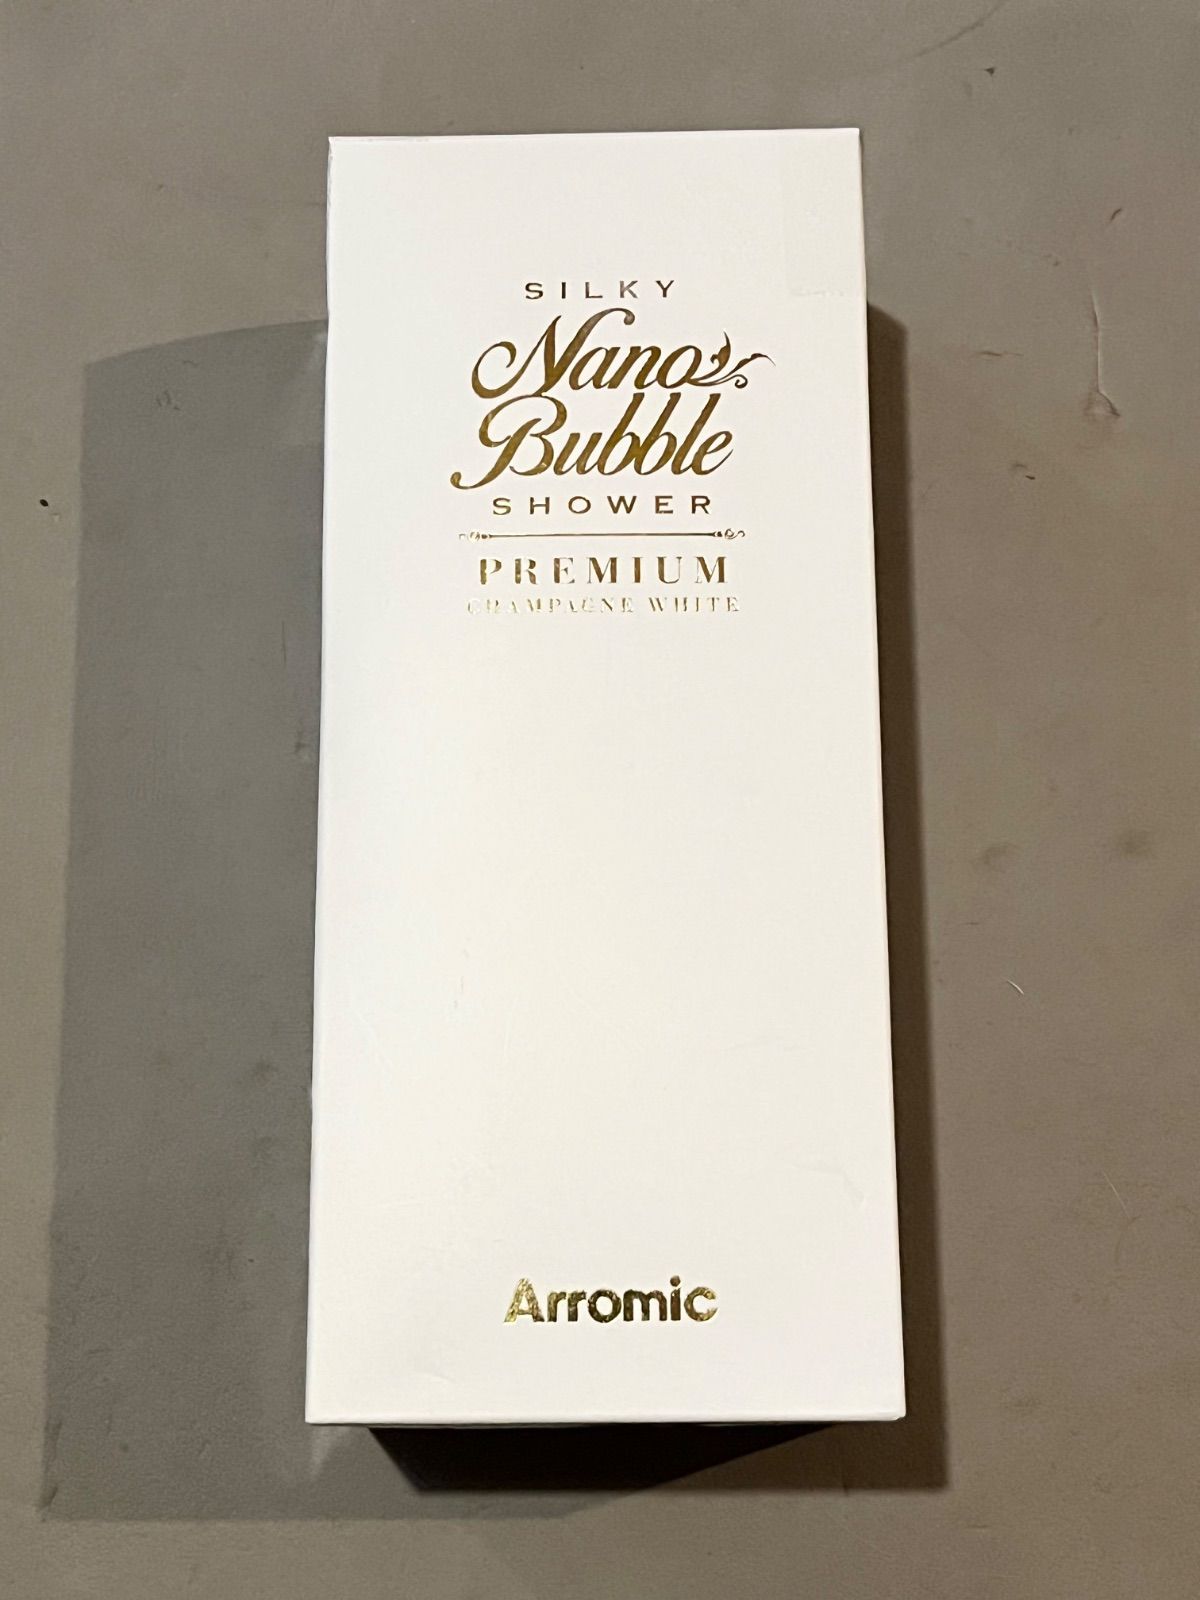 SILKY
Nano
Bubble
SHOWER
PREMIUM
CHAMPAGNE WHITE
Arromic